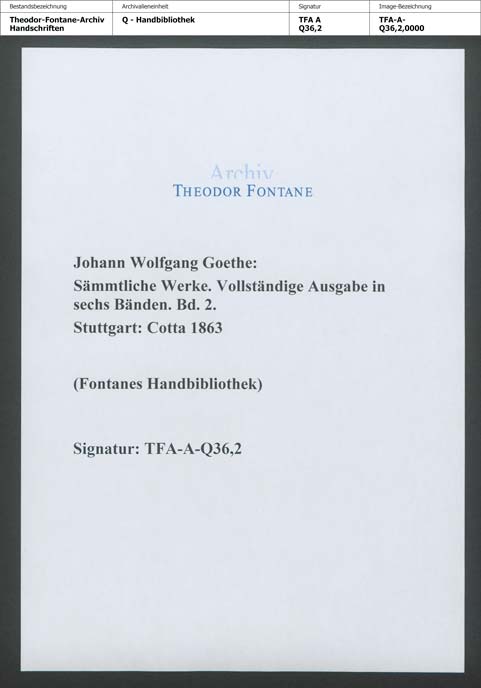 Bestandsbezeichnung Archivalieneinheit Signatur Image-Bezeichnung
Theodor-Fontane-Archiv Q - Handbibliothek TFA A TFA-A-
Handschriften Q36,2 Q36,2,0000
Archiv
THEODOR FONTANE
Johann Wolfgang Goethe:
Sämmtliche Werke. Vollständige Ausgabe in
sechs Bänden. Bd. 2.
Stuttgart: Cotta 1863
(Fontanes Handbibliothek)
Signatur: TFA-A-Q36,2